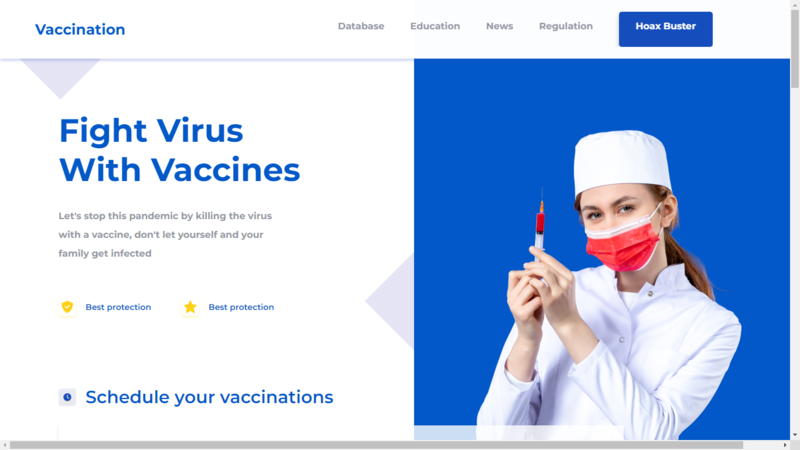 Vaccination
Database
Education
News
Regulation
Hoax Buster
Fight Virus
With Vaccines
Let's stop this pandemic by killing the virus
with a vaccine, don't let yourself and your
family get infected
Best protection
Best protection
Schedule your vaccinations